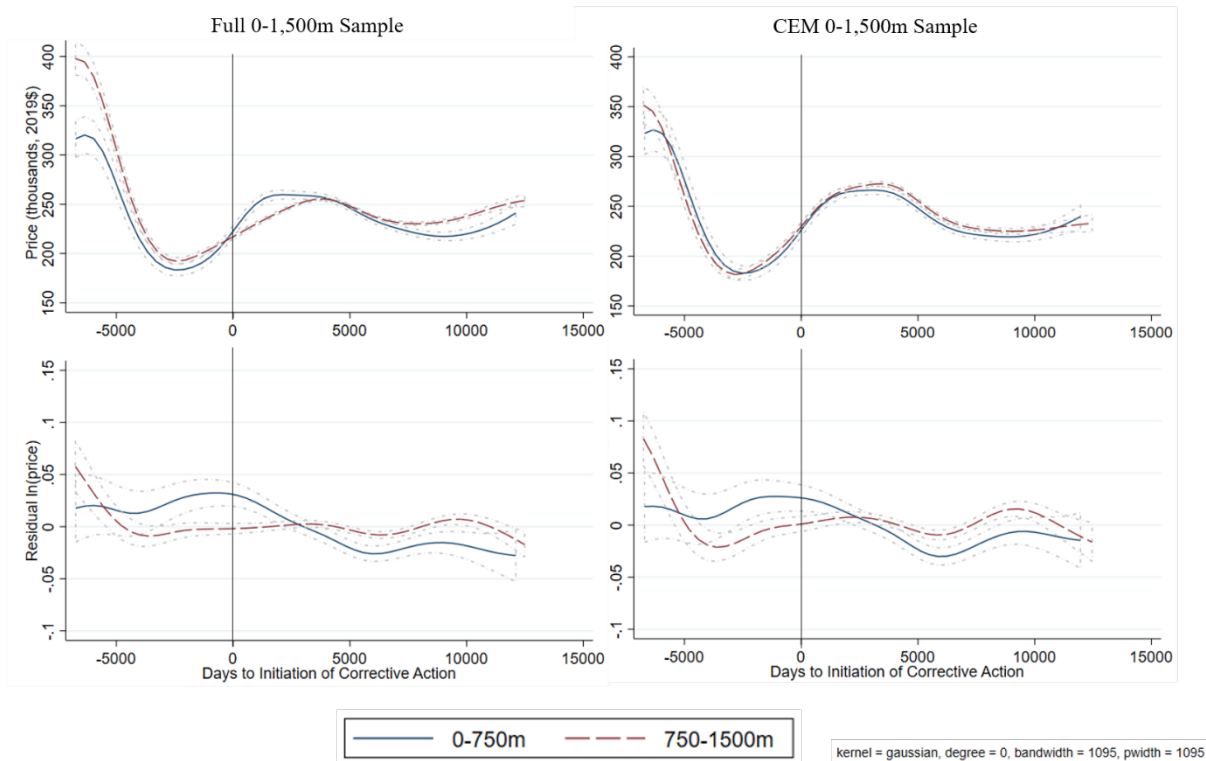 Full 0-1,500m Sample
CEM 0-1,500m Sample
Price (thousands, 2019$)
400
350
300
250
200
150
-5000 0 5000 10000 15000
400
350
300
250
200
150
-5000 0 5000 10000 15000
Residual ln(price)
.15
.1
.05
0
-.05
-.1
-5000 0 5000 10000 15000
Days to Initiation of Corrective Action
.15
.1
.05
0
-.05
-.1
-5000 0 5000 10000 15000
Days to Initiation of Corrective Action
0-750m 750-1500m
kernel = gaussian, degree = 0, bandwidth = 1095, pwidth = 1095